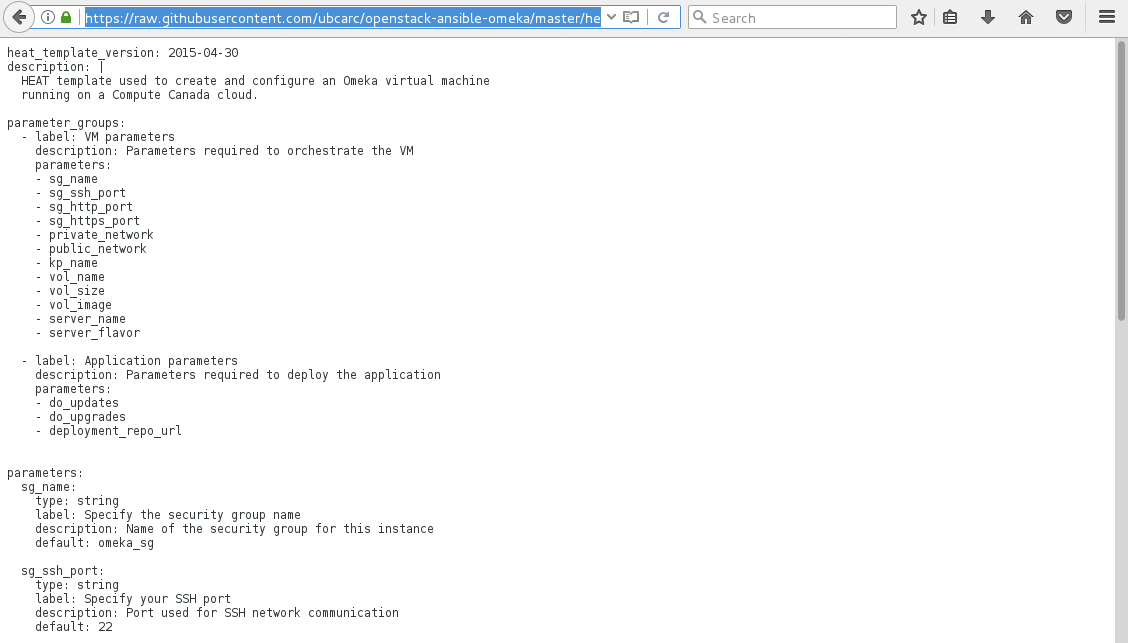 https://raw.githubusercontent.com/ubcarc/openstack-ansible-omeka/master/he
Search
heat_template_version: 2015-04-30
description: |
  HEAT template used to create and configure an Omeka virtual machine
  running on a Compute Canada cloud.

parameter_groups:
  - label: VM parameters
    description: Parameters required to orchestrate the VM
    parameters:
    - sg_name
    - sg_ssh_port
    - sg_http_port
    - sg_https_port
    - private_network
    - public_network
    - kp_name
    - vol_name
    - vol_size
    - vol_image
    - server_name
    - server_flavor

  - label: Application parameters
    description: Parameters required to deploy the application
    parameters:
    - do_updates
    - do_upgrades
    - deployment_repo_url

parameters:
  sg_name:
    type: string
    label: Specify the security group name
    description: Name of the security group for this instance
    default: omeka_sg

  sg_ssh_port:
    type: string
    label: Specify your SSH port
    description: Port used for SSH network communication
    default: 22